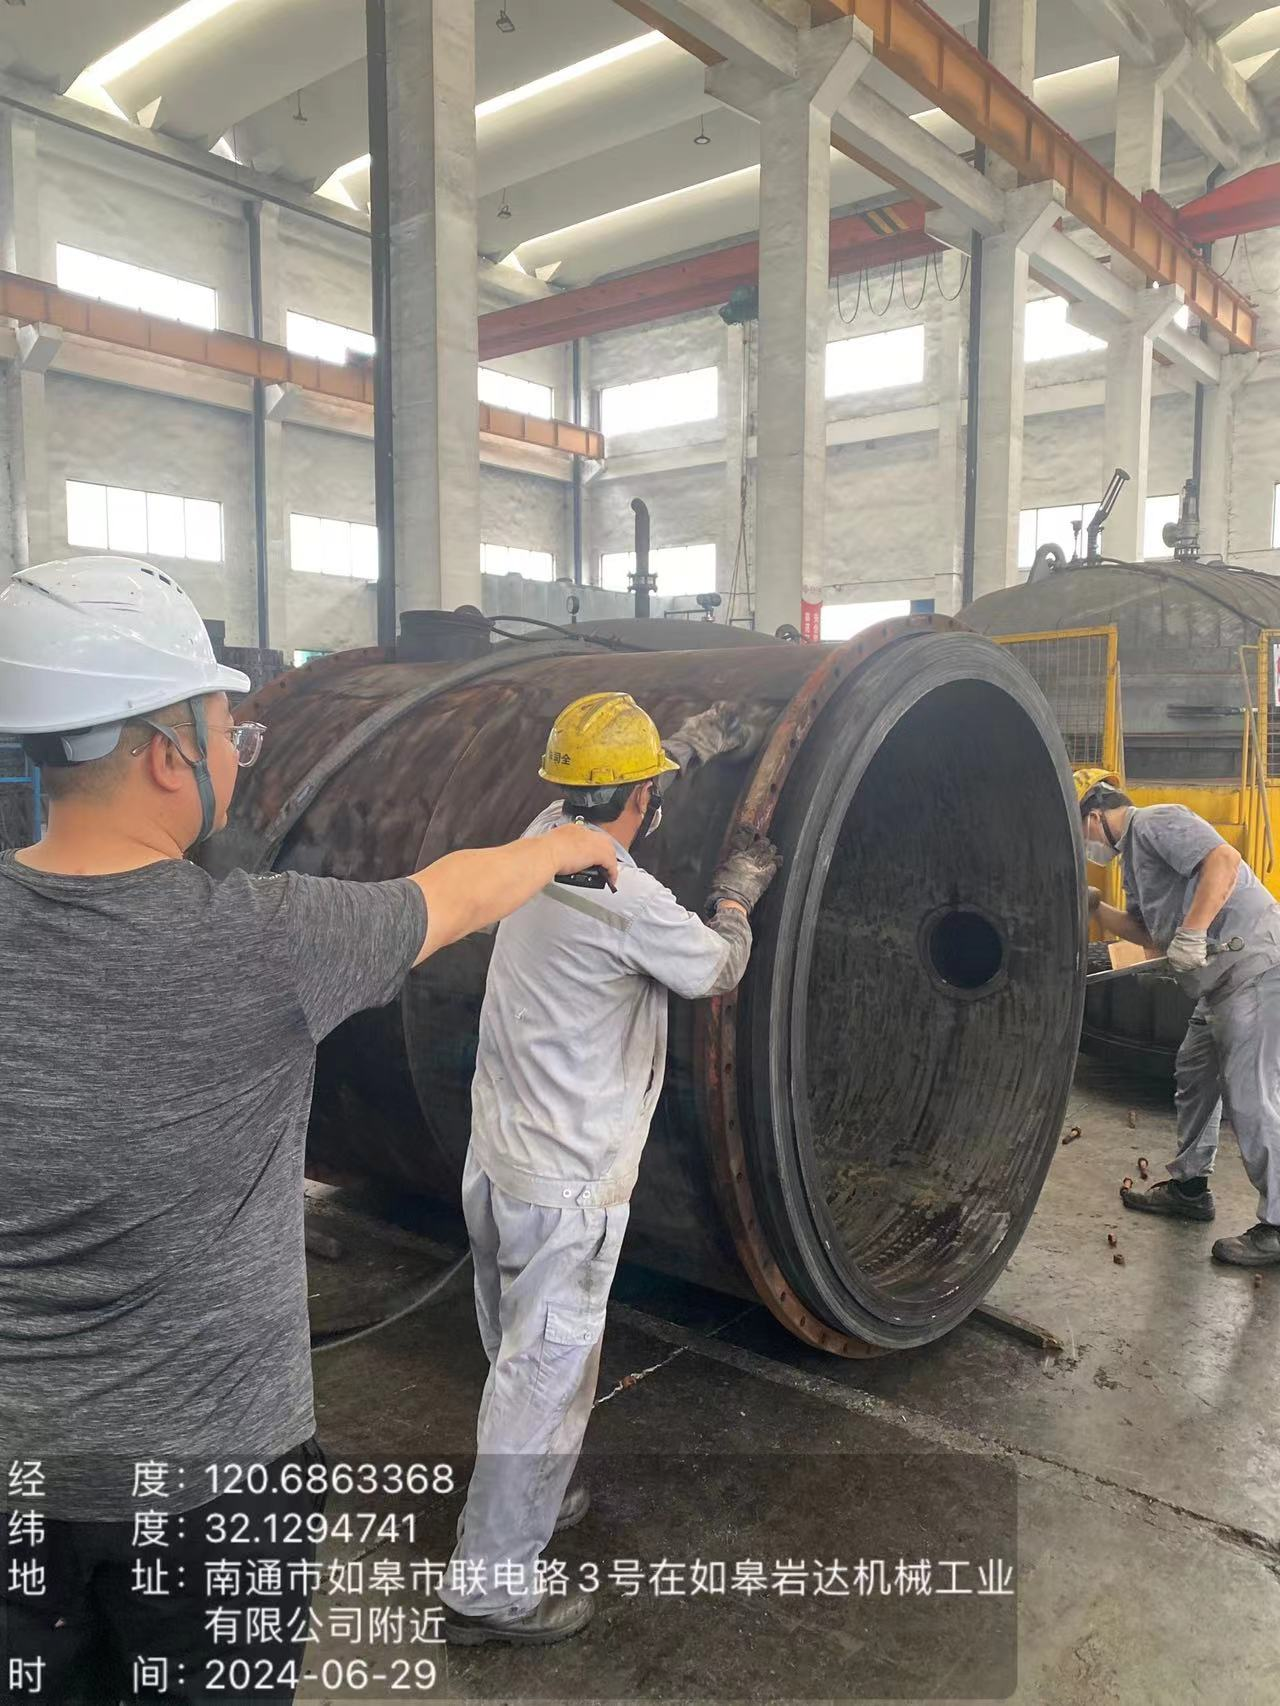 经 度：120.6863368
纬 度：32.1294741
地 址：南通市如皋市联电路3号在如皋岩达机械工业
有限公司附近
时 间：2024-06-29